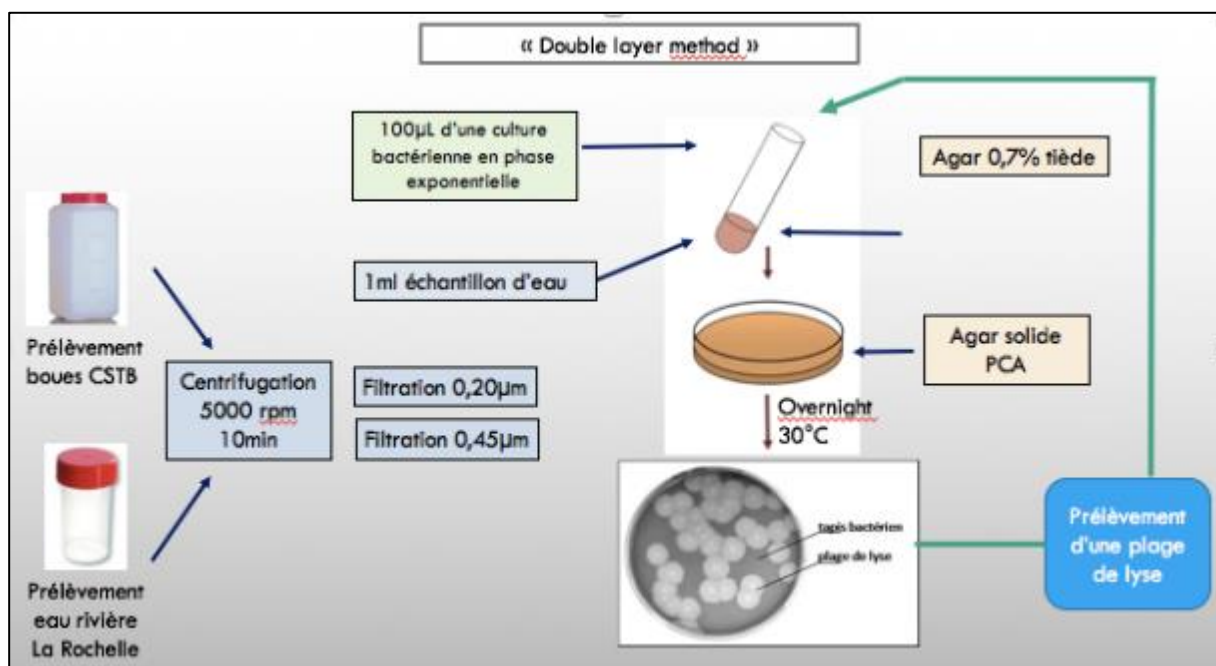 « Double layer method »
100µL d'une culture
bactérienne en phase
exponentielle
Agar 0,7% tiède
1ml échantillon d'eau
Prélèvement
boues CSTB
Centrifugation
5000 rpm
10min
Filtration 0,20µm
Filtration 0,45µm
Agar solide
PCA
Overnight
30°C
tapis bactérien
plage de lyse
Prélèvement
d'une plage
de lyse
Prélèvement
eau rivière
La Rochelle